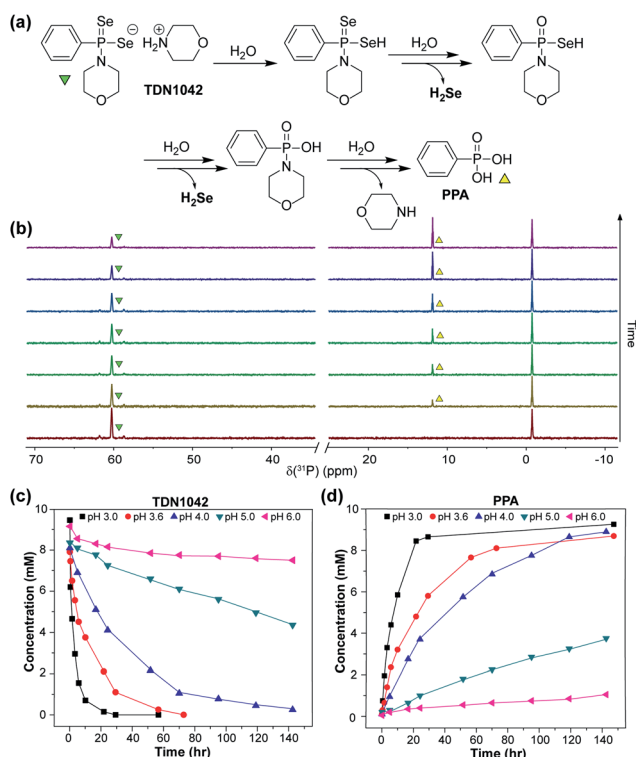 (a)
Se Se O
P Se ⊖ H₂N⊕ O H₂O P SeH H₂O P SeH
N N H₂Se N
O TDN1042 O O
O O
H₂O P OH H₂O P OH
N OH
H₂Se O O NH PPA
(b)
Time
70 60 50 40 20 10 0 -10
δ(³¹P) (ppm)
(c) TDN1042 (d) PPA
pH 3.0 pH 3.6 pH 4.0 pH 5.0 pH 6.0
pH 3.0 pH 3.6 pH 4.0 pH 5.0 pH 6.0
Concentration (mM)
10
8
6
4
2
0
0 20 40 60 80 100 120 140
Time (hr)
Concentration (mM)
10
8
6
4
2
0
0 20 40 60 80 100 120 140
Time (hr)